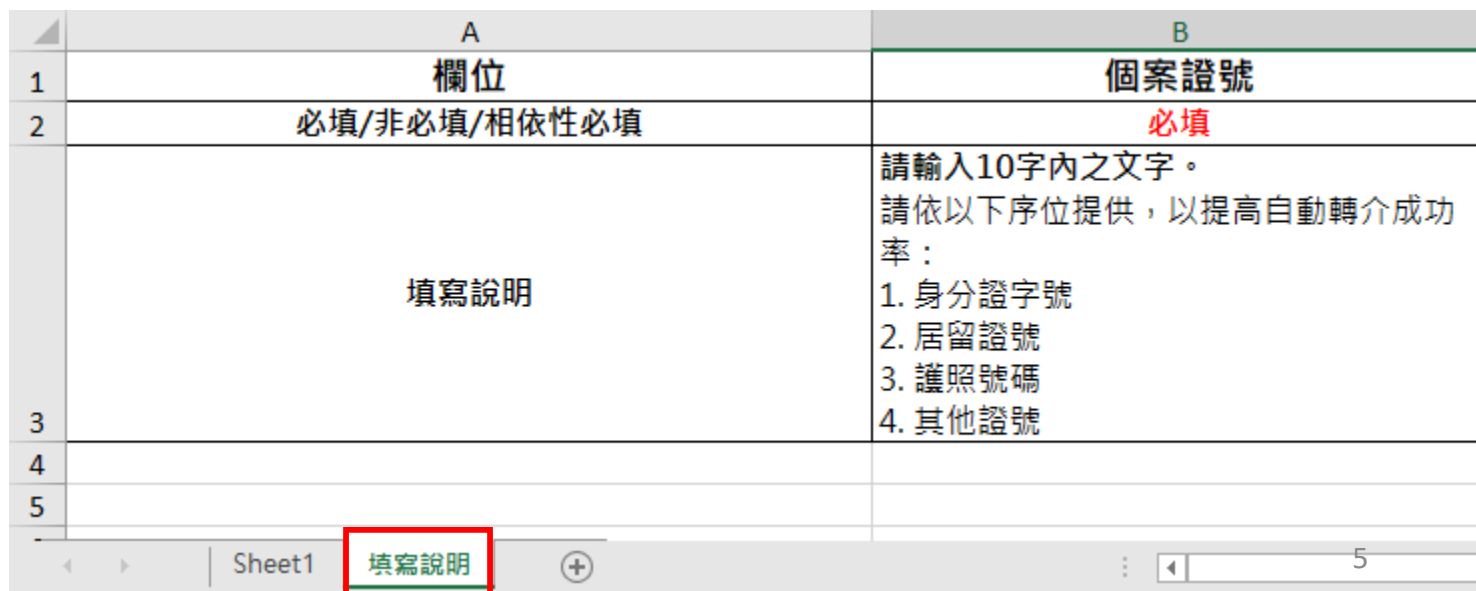 A B
1 欄位 個案證號
2 必填/非必填/相依性必填 必填
3 填寫說明 請輸入10字內之文字。
請依以下序位提供，以提高自動轉介成功
率：
1. 身分證字號
2. 居留證號
3. 護照號碼
4. 其他證號
4
5
Sheet1 填寫說明 5